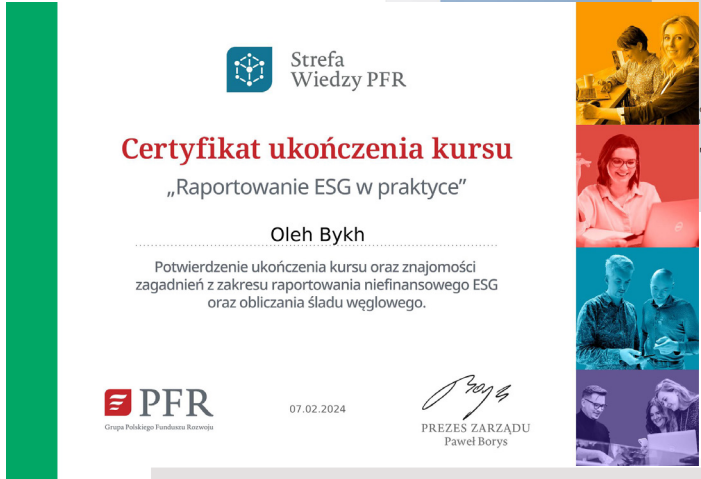 Strefa
Wiedzy PFR
Certyfikat ukończenia kursu
„Raportowanie ESG w praktyce”
Oleh Bykh
Potwierdzenie ukończenia kursu oraz znajomości
zagadnień z zakresu raportowania niefinansowego ESG
oraz obliczania śladu węglowego.
PFR
Grupa Polskiego Funduszu Rozwoju
07.02.2024
PREZES ZARZĄDU
Paweł Borys